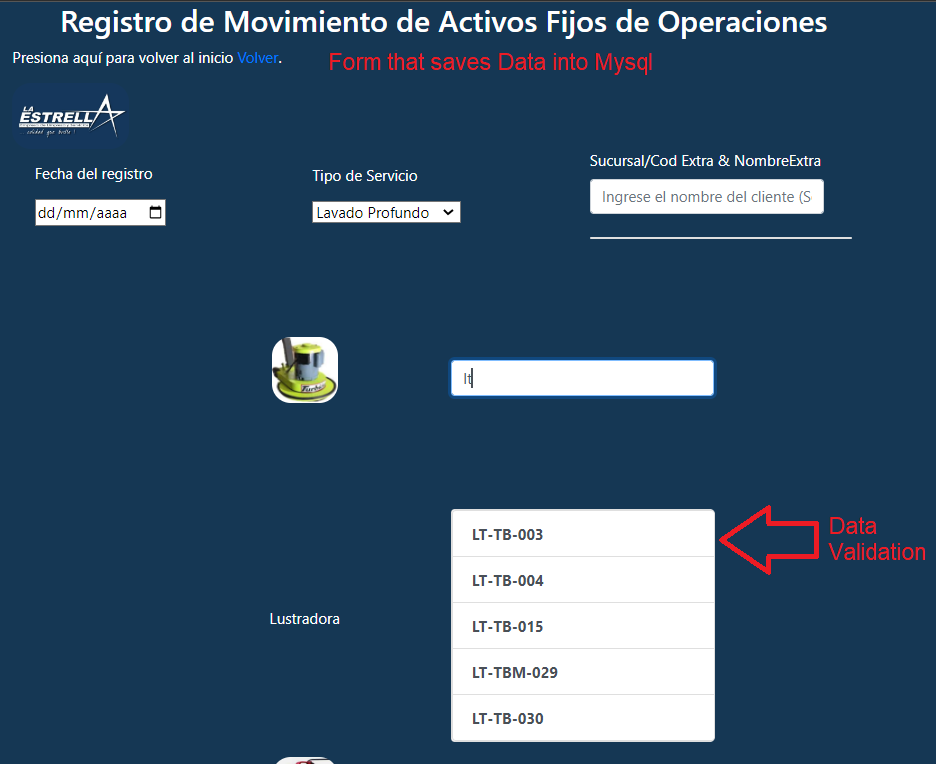 Registro de Movimiento de Activos Fijos de Operaciones
Presiona aquí para volver al inicio Volver.
Form that saves Data into Mysql
LA
ESTRELLA
Fecha del registro
Tipo de Servicio
Sucursal/Cod Extra & NombreExtra
dd/mm/aaaa
Lavado Profundo
Ingrese el nombre del cliente (S
lt
LT-TB-003
Data
Validation
LT-TB-004
Lustradora
LT-TB-015
LT-TBM-029
LT-TB-030